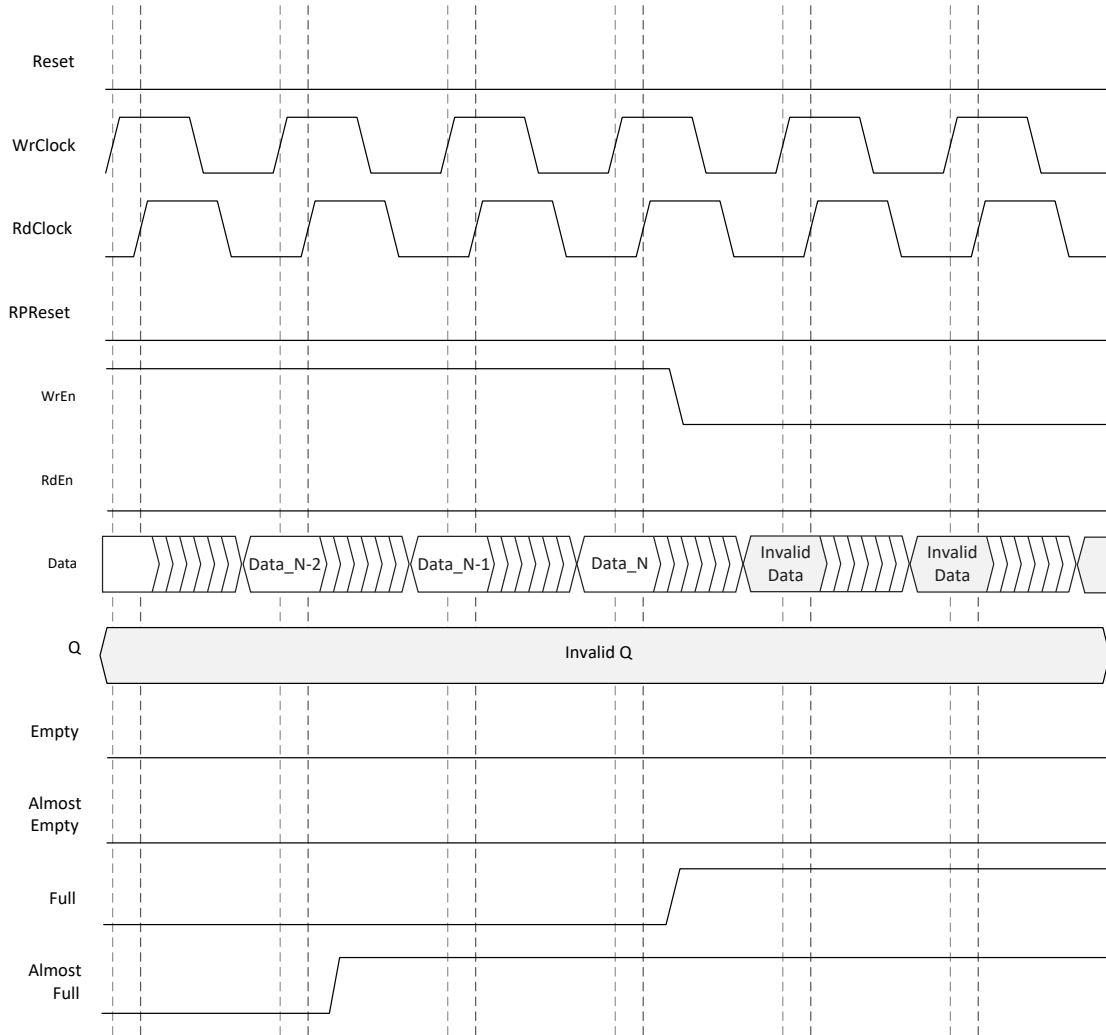 Reset
WrClock
RdClock
RPReset
WrEn
RdEn
Data
Data_N-2
Data_N-1
Data_N
Invalid
Data
Invalid
Data
Q
Invalid Q
Empty
Almost
Empty
Full
Almost
Full